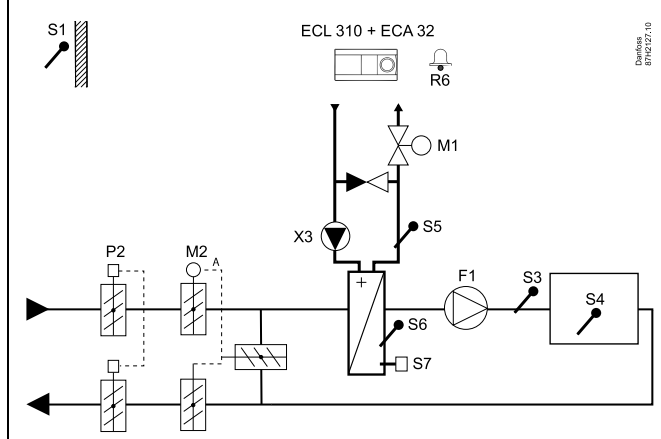 S1
ECL 310 + ECA 32
R6
Danfoss
87H2127.10
M1
X3
S5
P2
M2
A
F1
S3
S4
+
S6
S7